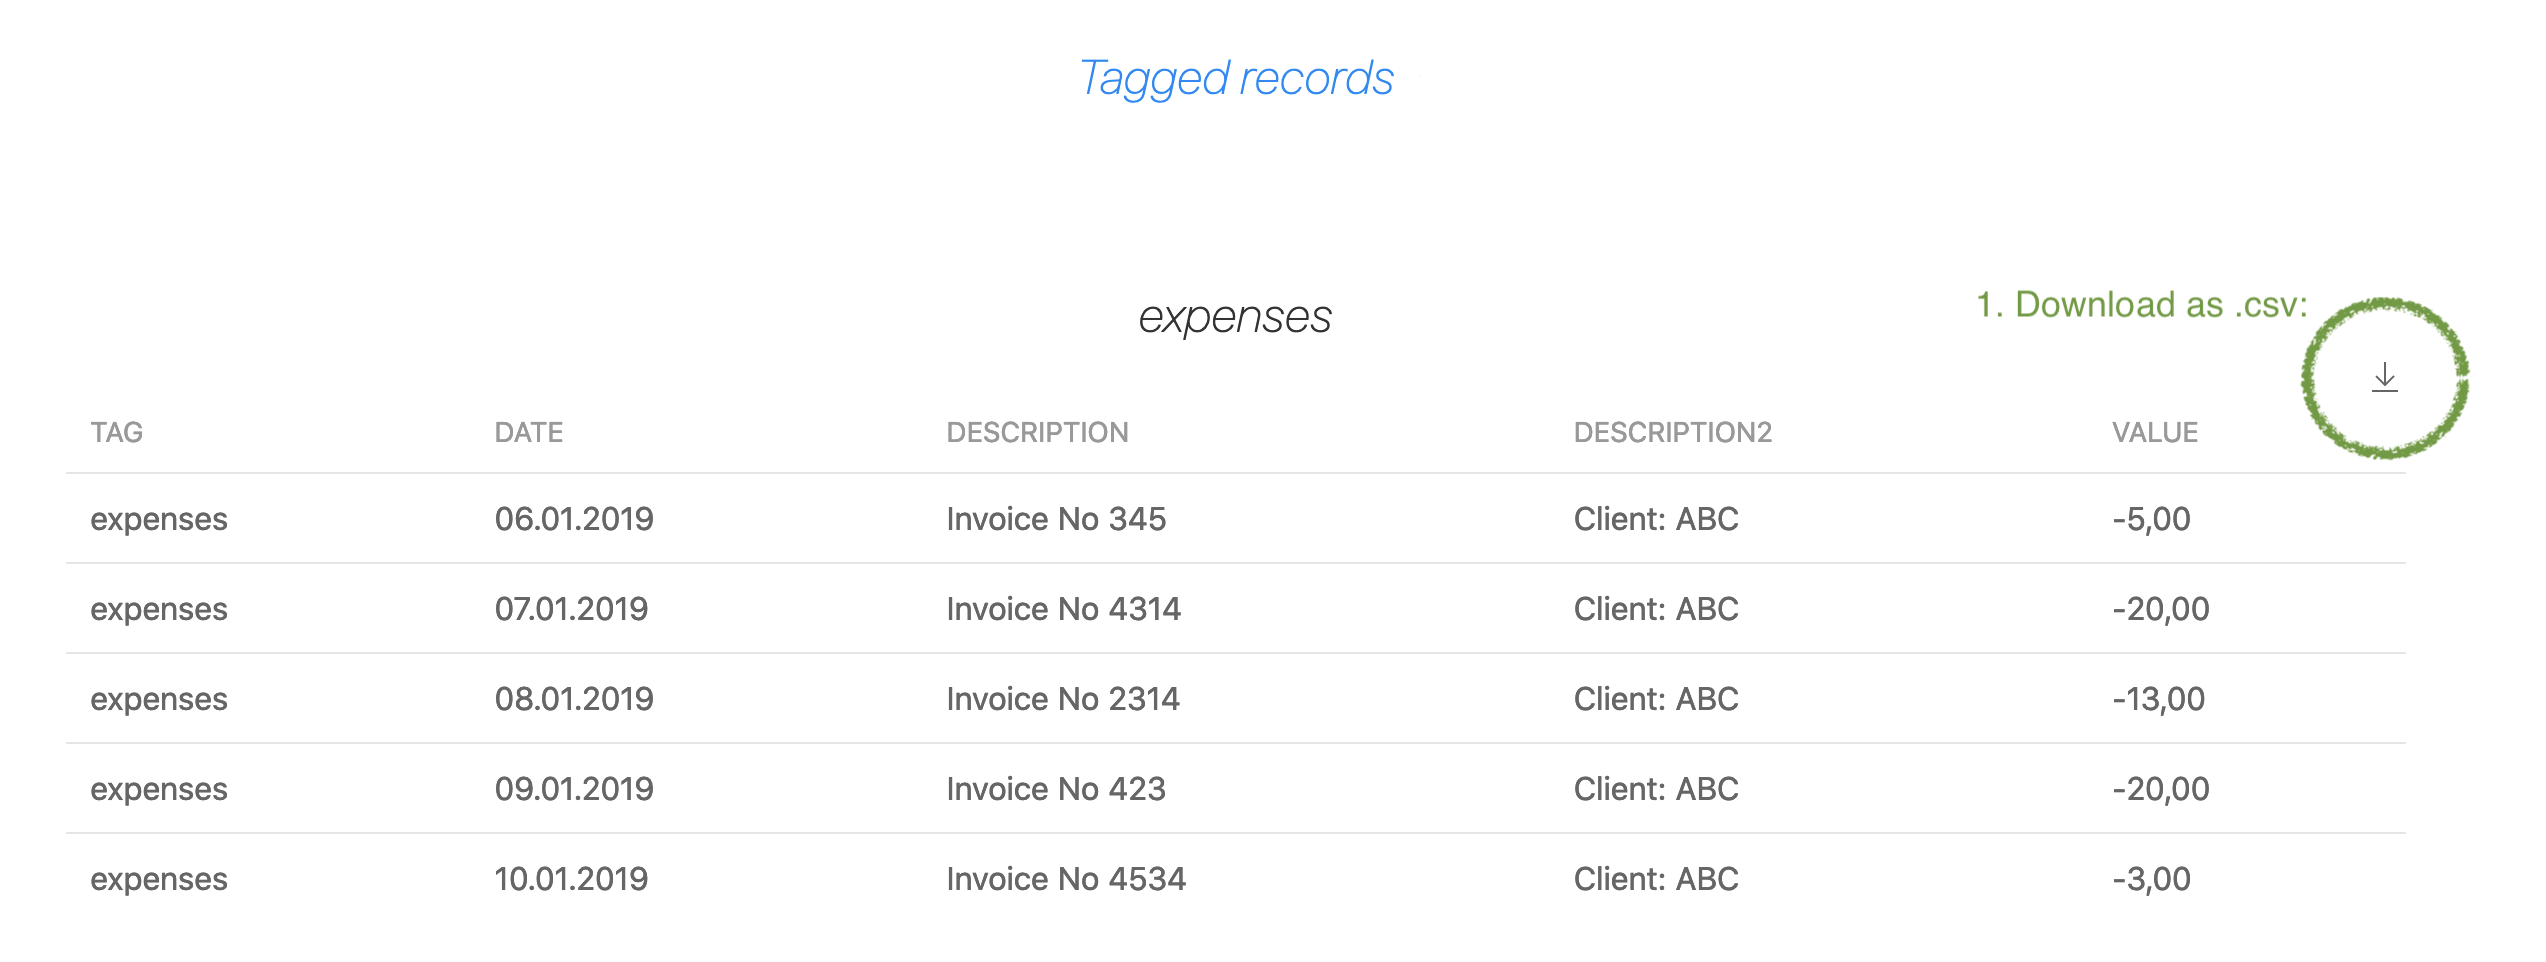 Tagged records
expenses
1. Download as .csv:
TAG DATE DESCRIPTION DESCRIPTION2 VALUE
expenses 06.01.2019 Invoice No 345 Client: ABC -5,00
expenses 07.01.2019 Invoice No 4314 Client: ABC -20,00
expenses 08.01.2019 Invoice No 2314 Client: ABC -13,00
expenses 09.01.2019 Invoice No 423 Client: ABC -20,00
expenses 10.01.2019 Invoice No 4534 Client: ABC -3,00